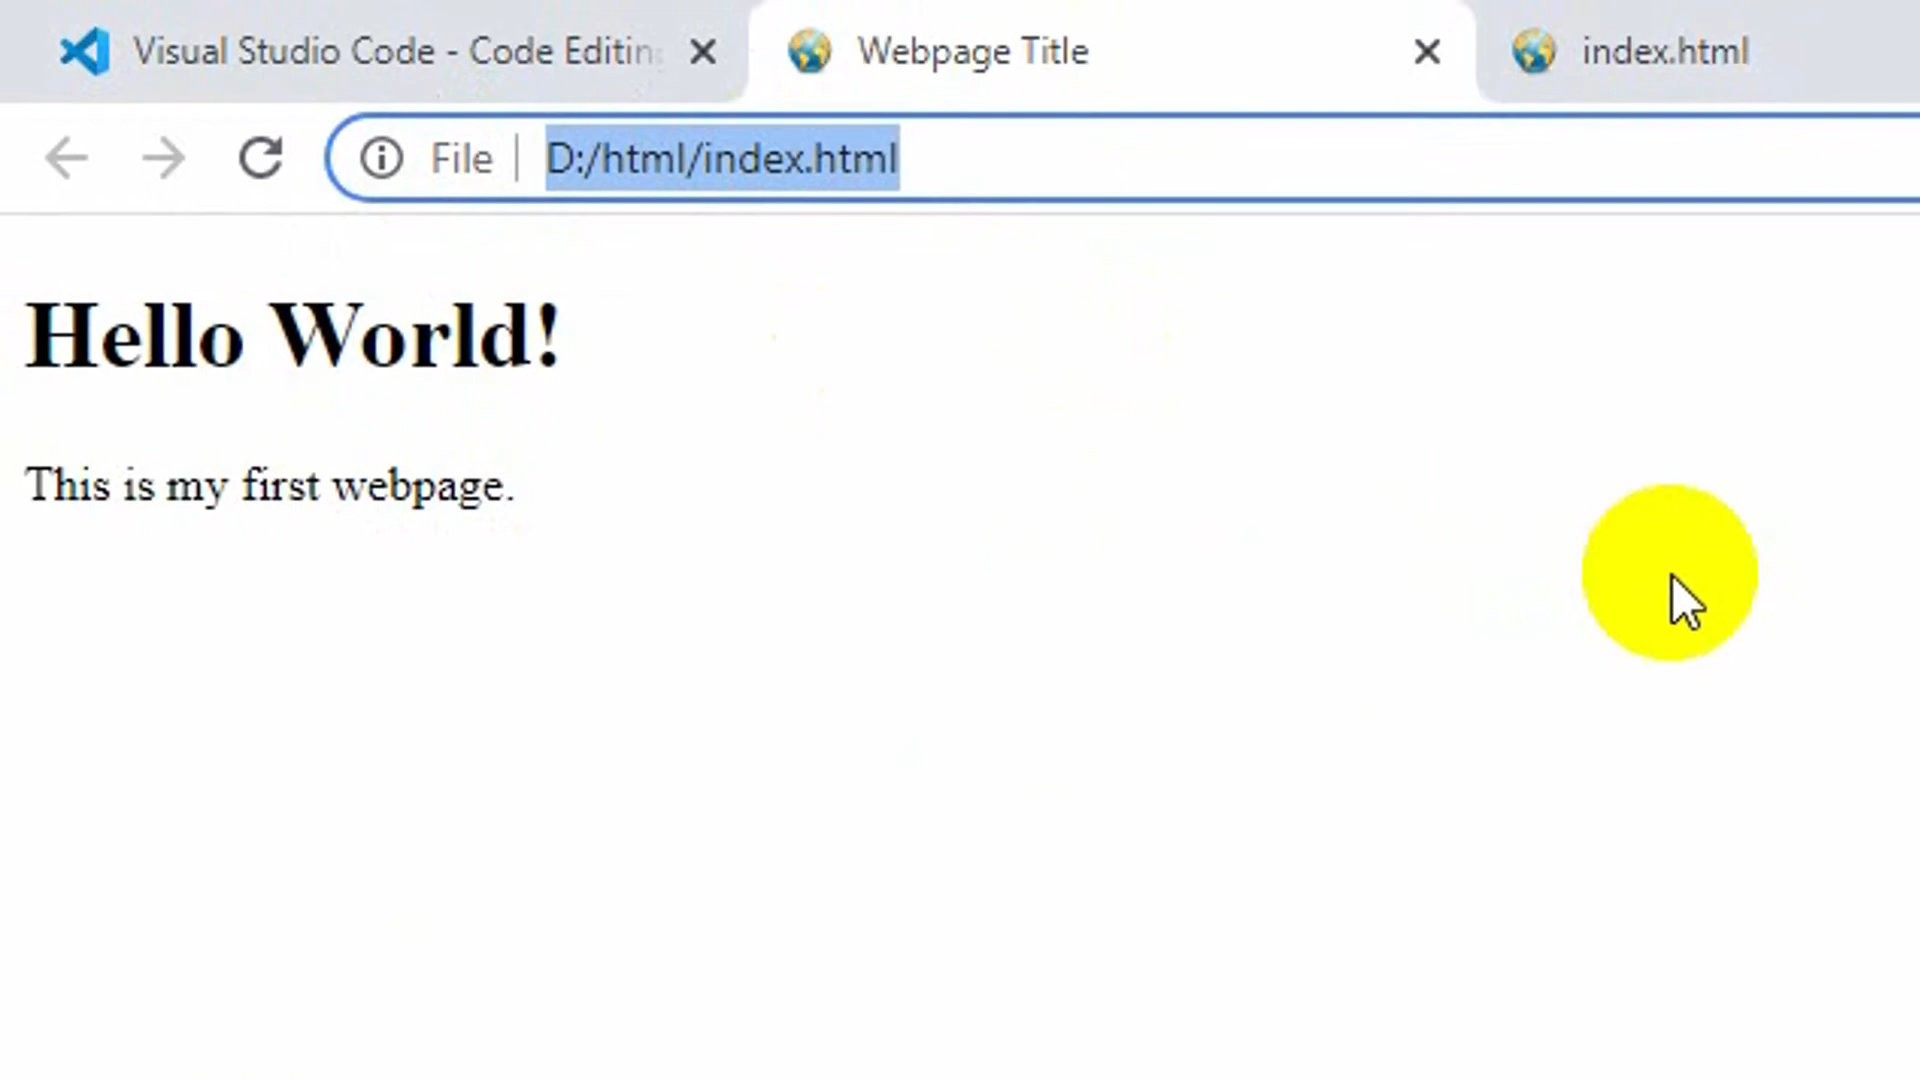 Visual Studio Code - Code Editin
Webpage Title
index.html
File
D:/html/index.html
Hello World!
This is my first webpage.